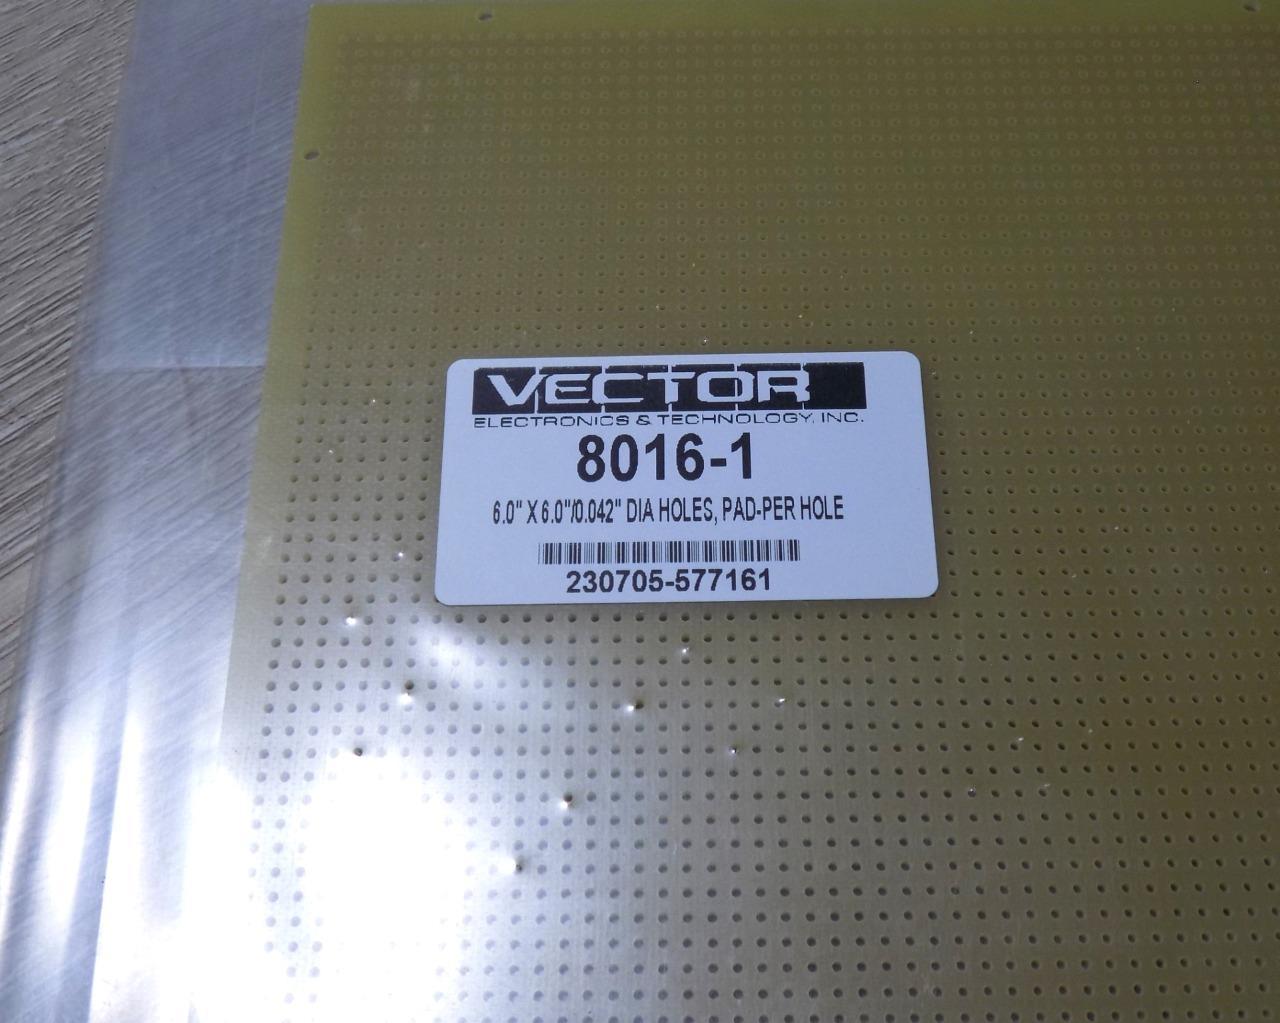 VECTOR
ELECTRONICS & TECHNOLOGY, INC.
8016-1
6.0" X 6.0"/0.042" DIA HOLES, PAD-PER HOLE
230705-577161